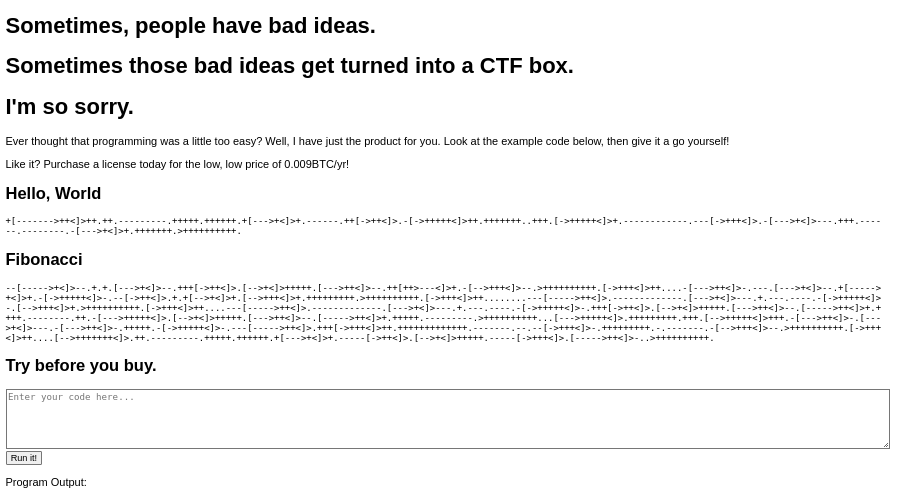 Sometimes, people have bad ideas.
Sometimes those bad ideas get turned into a CTF box.
I'm so sorry.
Ever thought that programming was a little too easy? Well, I have just the product for you. Look at the example code below, then give it a go yourself!
Like it? Purchase a license today for the low, low price of 0.009BTC/yr!
Hello, World
+[------->++<]>++.++.---------.+++++.++++++.+[--->+<]>+.------.++[->++<]>.-[->+++++<]>++.+++++++..+++.[->+++++<]>+.------------.---[->+++<]>.-[--->+<]>---.+++.----
--.--------.-[--->+<]>+.+++++++.>++++++++++.
Fibonacci
--[----->+<]>--.+.+.[--->+<]>--.+++[->++<]>.[-->+<]>+++++.[--->++<]>--.++[++>---<]>+.-[-->+++<]>--.>++++++++++.[->+++<]>++....-[--->++<]>-.---.[--->+<]>--.+[----->
+<]>+.-[->+++++<]>-.--[->++<]>.+.+[-->+<]>+.[-->+++<]>+.+++++++++.>++++++++++.[->+++<]>++........---[----->++<]>.-------------.[--->+<]>---.+.---.----.-[->+++++<]>
-.[-->+++<]>+.>++++++++++.[->+++<]>++....---[----->++<]>.-------------.[--->+<]>---.+.---.----.-[->+++++<]>-.+++[->++<]>.[-->+<]>+++++.[--->++<]>--.[----->++<]>+.+
+++.--------.++.-[--->+++++<]>.[-->+<]>+++++.[--->++<]>--.[----->++<]>+.+++++.---------.>++++++++++...[--->+++++<]>.+++++++++.+++.[-->+++++<]>+++.-[--->++<]>-.[---
>+<]>---.-[--->++<]>-.+++++.-[->+++++<]>-.---[----->++<]>.+++[->+++<]>++.+++++++++++++.-------.--.--[->+++<]>-.+++++++++.-.-------.-[-->+++<]>--.>++++++++++.[->+++
<]>++....[-->+++++++<]>.++.---------.+++++.++++++.+[--->+<]>+.-----[->++<]>.[-->+<]>+++++.-----[->+++<]>.[----->++<]>-..>++++++++++.
Try before you buy.
Enter your code here...
Run it!
Program Output: